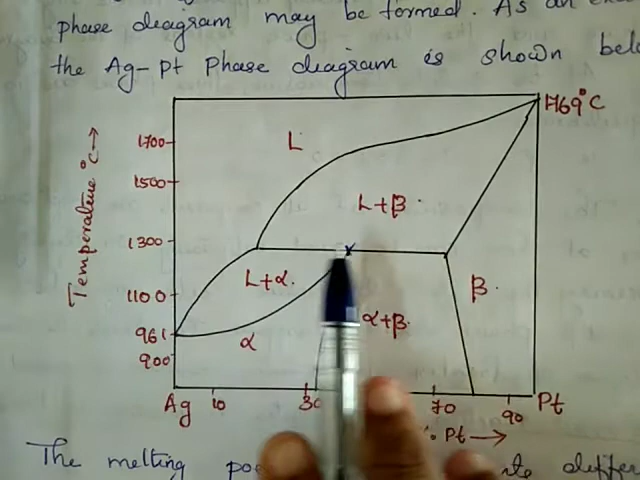 phase diagram may be formed. As an
the Ag-Pt Phase diagram is shown
1769°C
Temperature °C→
1700
L
1500
L+β
1300
L+α
1100
β
α+β
961
α
900
Ag
10
30
70
90
Pt
% Pt →
The melting